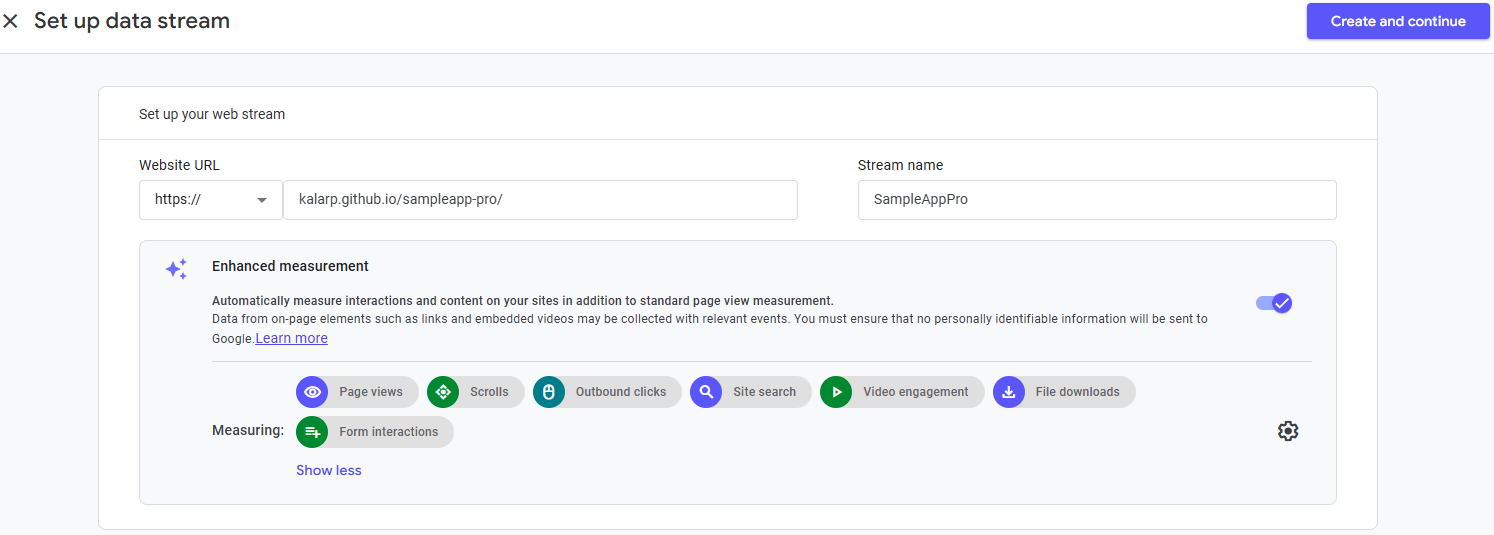 Set up data stream
Create and continue
Set up your web stream
Website URL
Stream name
https://
kalarp.github.io/sampleapp-pro/
SampleAppPro
Enhanced measurement
Automatically measure interactions and content on your sites in addition to standard page view measurement.
Data from on-page elements such as links and embedded videos may be collected with relevant events. You must ensure that no personally identifiable information will be sent to
Google.Learn more
Page views
Scrolls
Outbound clicks
Site search
Video engagement
File downloads
Measuring:
Form interactions
Show less